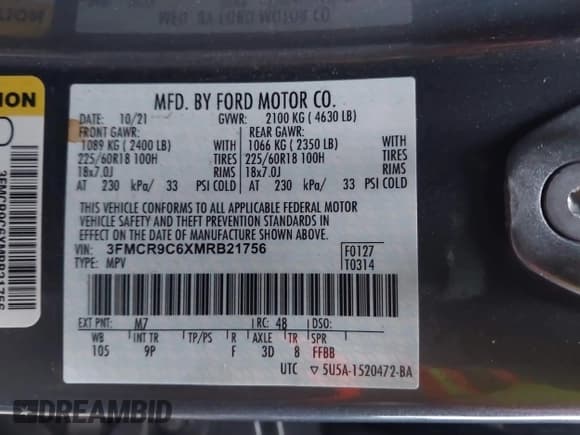 MFD. BY FORD MOTOR CO.
DATE: 10/21 GVWR: 2100 KG ( 4630 LB)
FRONT GAWR: REAR GAWR:
1089 KG ( 2400 LB) WITH 1066 KG ( 2350 LB) WITH
225/60R18 100H TIRES 225/60R18 100H TIRES
18x7.0J RIMS 18x7.0J RIMS
AT 230 kPa/ 33 PSI COLD AT 230 kPa/ 33 PSI COLD
THIS VEHICLE CONFORMS TO ALL APPLICABLE FEDERAL MOTOR
VEHICLE SAFETY AND THEFT PREVENTION STANDARDS IN
EFFECT ON THE DATE OF MANUFACTURE SHOWN ABOVE.
VIN: 3FMCR9C6XMRB21756 F0127
TYPE: MPV T0314
EXT PNT: M7 RC: 48 DSO:
WB INT TR TP/PS R AXLE TR SPR
105 9P F 3D 8 FFBB
UTC ▽ 5U5A-1520472-BA
3FMCR9C6XMRB21756
DREAMBID